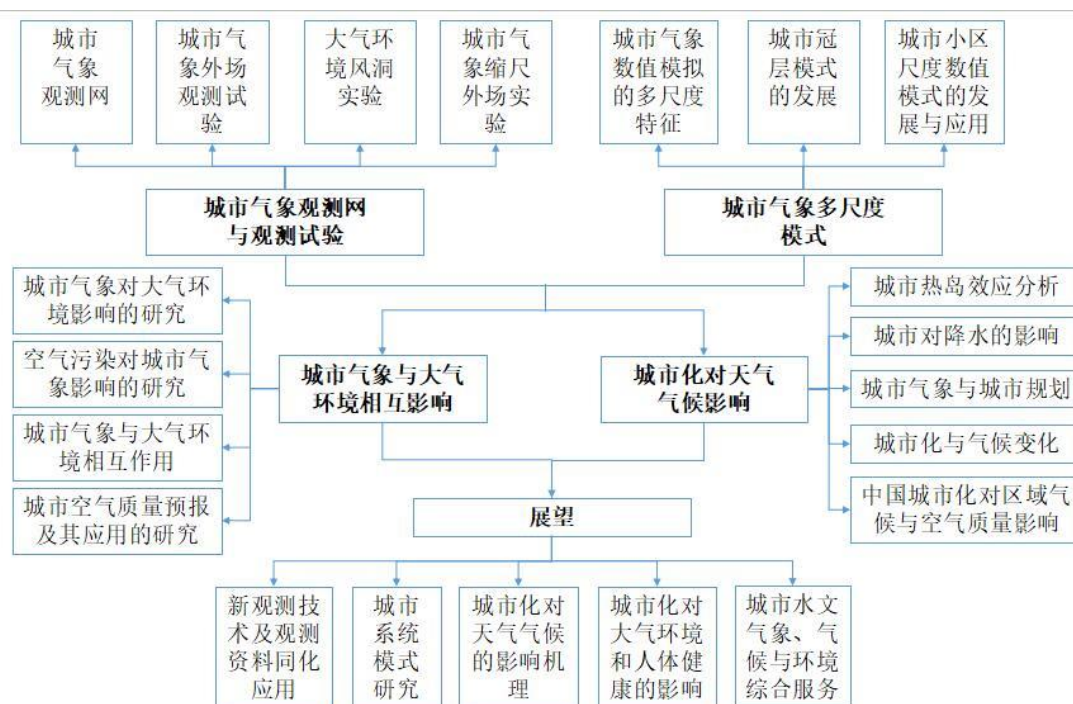 城市
气象
观测网
城市气
象外场
观测试
验
大气环
境风洞
实验
城市气
象缩尺
外场实
验
城市气象
数值模拟
的多尺度
特征
城市冠
层模式
的发展
城市小区
尺度数值
模式的发
展与应用
城市气象观测网
与观测试验
城市气象多尺度
模式
城市气象对大气环
境影响的研究
空气污染对城市气
象影响的研究
城市气象与大气环
境相互作用
城市空气质量预报
及其应用的研究
城市气象与大气
环境相互影响
城市化对天气
气候影响
城市热岛效应分析
城市对降水的影响
城市气象与城市规划
城市化与气候变化
中国城市化对区域气
候与空气质量影响
展望
新观测技
术及观测
资料同化
应用
城市
系统
模式
研究
城市化对
天气气候
的影响机
理
城市化对
大气环境
和人体健
康的影响
城市水文
气象、气
候与环境
综合服务